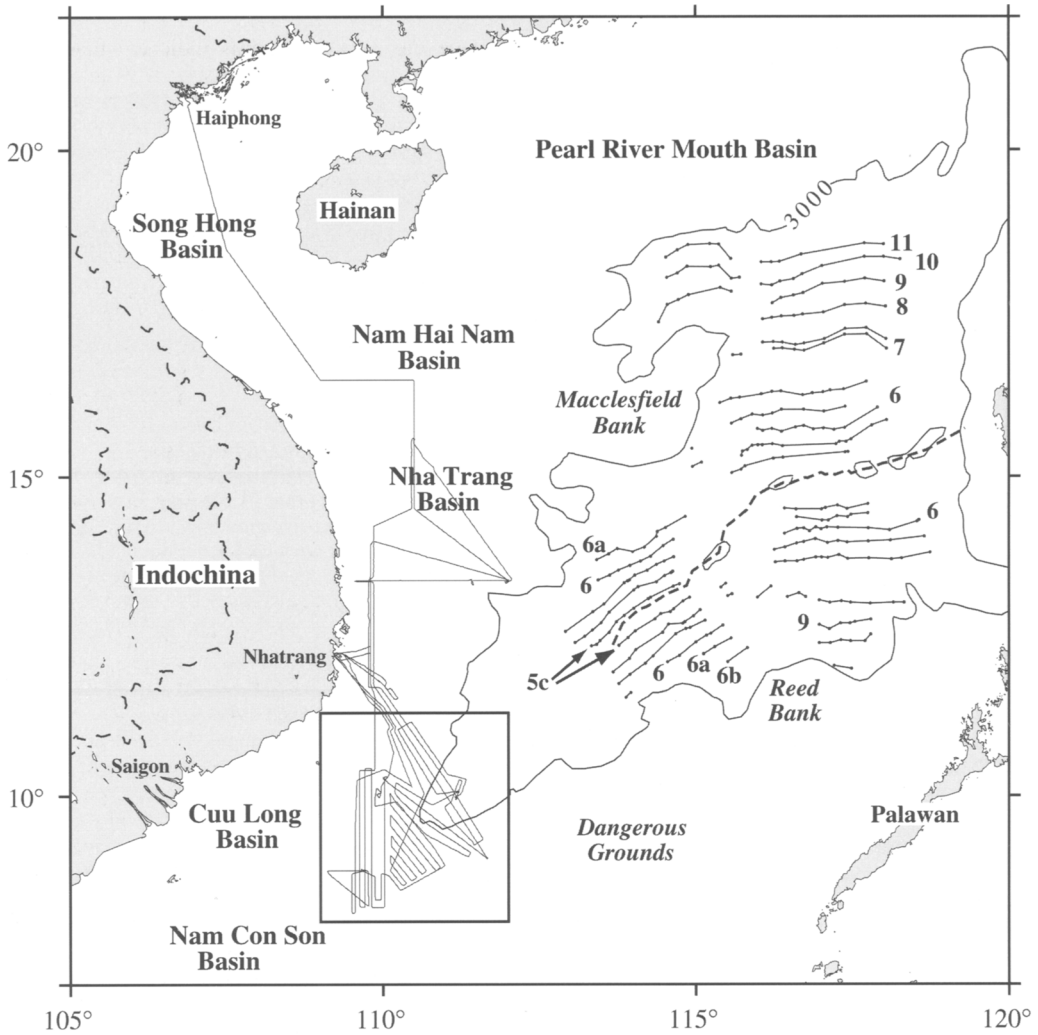 Haiphong
20°
Pearl River Mouth Basin
3000
Hainan
Song Hong
Basin
11
10
9
8
7
Nam Hai Nam
Basin
Macclesfield
Bank
6
15°
Nha Trang
Basin
6
6a
6
Indochina
9
Nhatrang
5c
6
6a
6b
Reed
Bank
Saigon
10°
Cuu Long
Basin
Dangerous
Grounds
Palawan
Nam Con Son
Basin
105°
110°
115°
120°